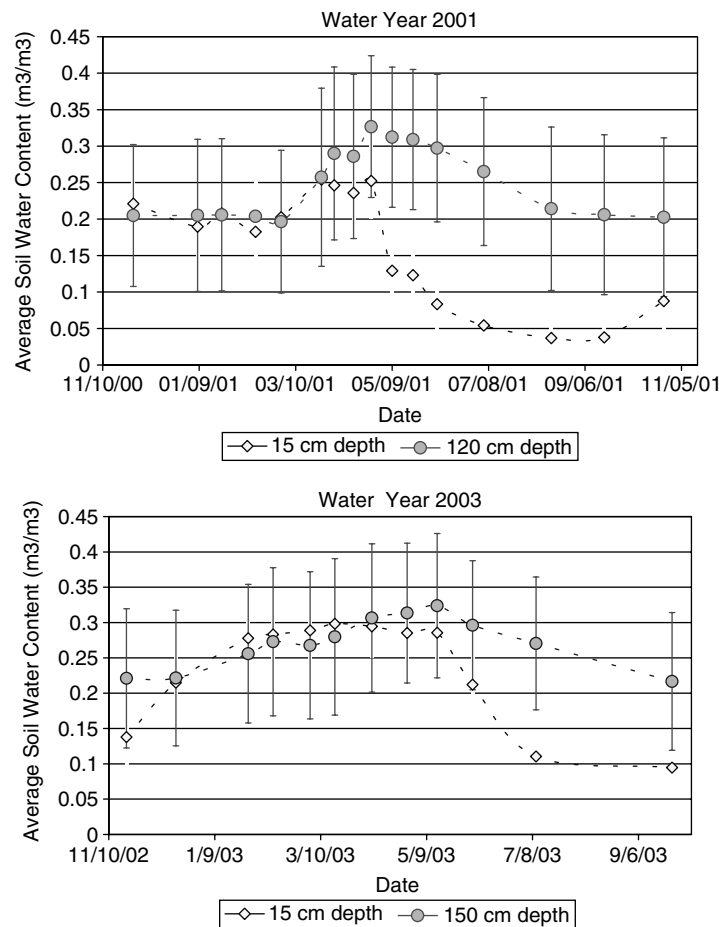 Water Year 2001
Average Soil Water Content (m3/m3)
0.45
0.4
0.35
0.3
0.25
0.2
0.15
0.1
0.05
0
11/10/00 01/09/01 03/10/01 05/09/01 07/08/01 09/06/01 11/05/01
Date
15 cm depth 120 cm depth
Water Year 2003
Average Soil Water Content (m3/m3)
0.45
0.4
0.35
0.3
0.25
0.2
0.15
0.1
0.05
0
11/10/02 1/9/03 3/10/03 5/9/03 7/8/03 9/6/03
Date
15 cm depth 150 cm depth